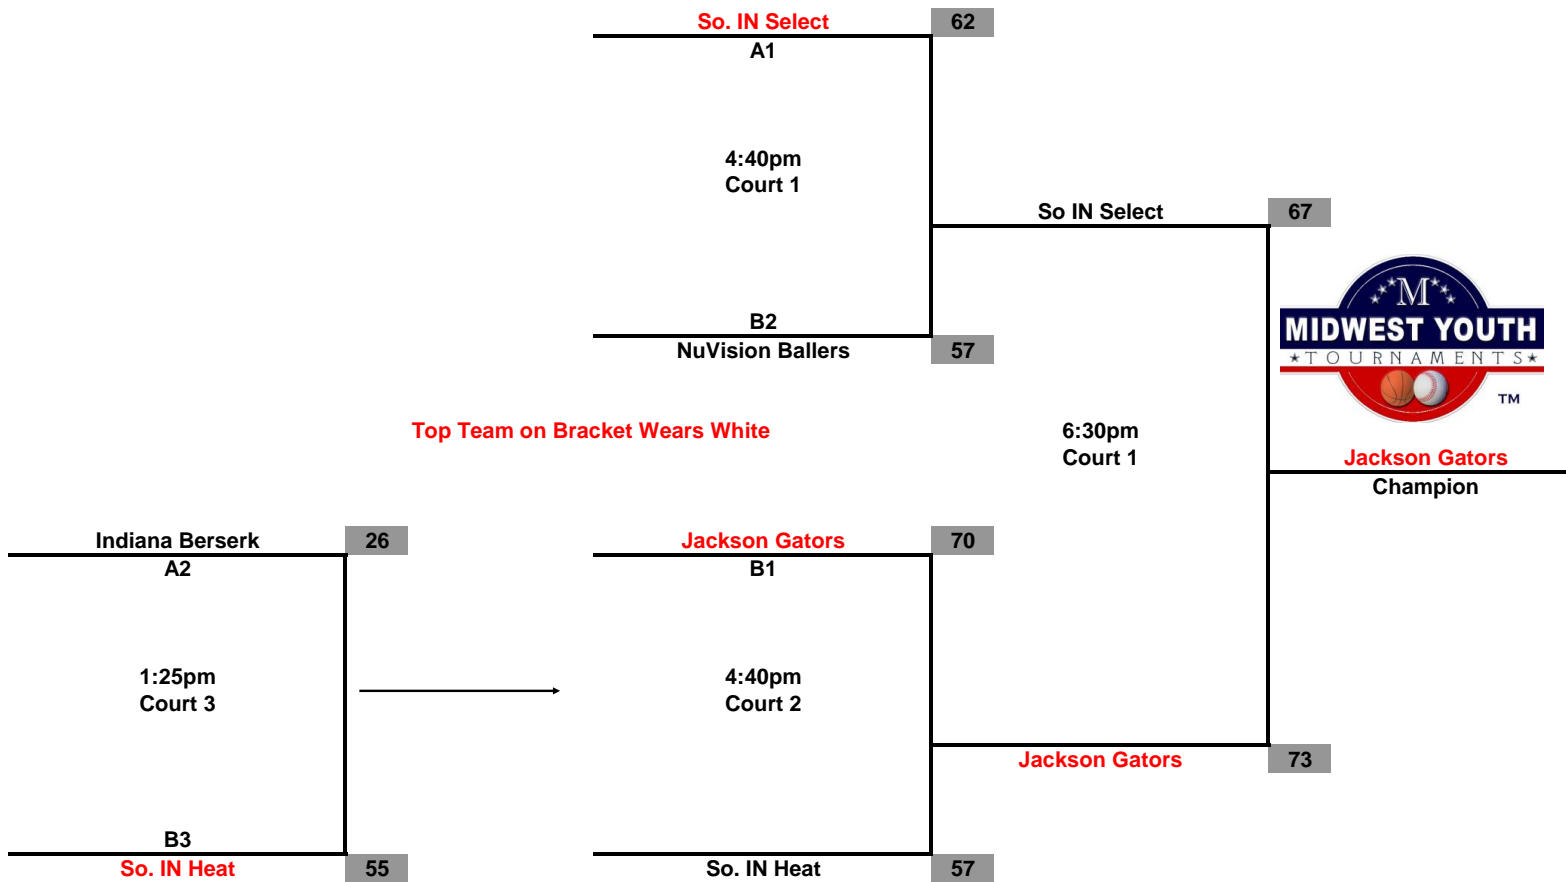 So. IN Select 62
A1
4:40pm
Court 1
So IN Select 67
B2
NuVision Ballers 57
M
MIDWEST YOUTH
★TOURNAMENTS★
TM
Top Team on Bracket Wears White
6:30pm
Court 1
Jackson Gators
Champion
Indiana Berserk 26
A2
1:25pm
Court 3
B3
So. IN Heat 55
Jackson Gators 70
B1
4:40pm
Court 2
Jackson Gators 73
So. IN Heat 57